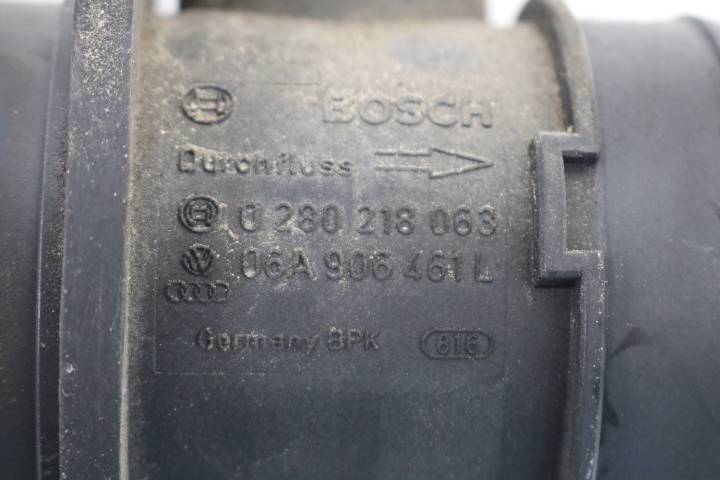 BOSCH
Durchfluss
0 280 218 063
06A 906 461 L
Germany BPK 816